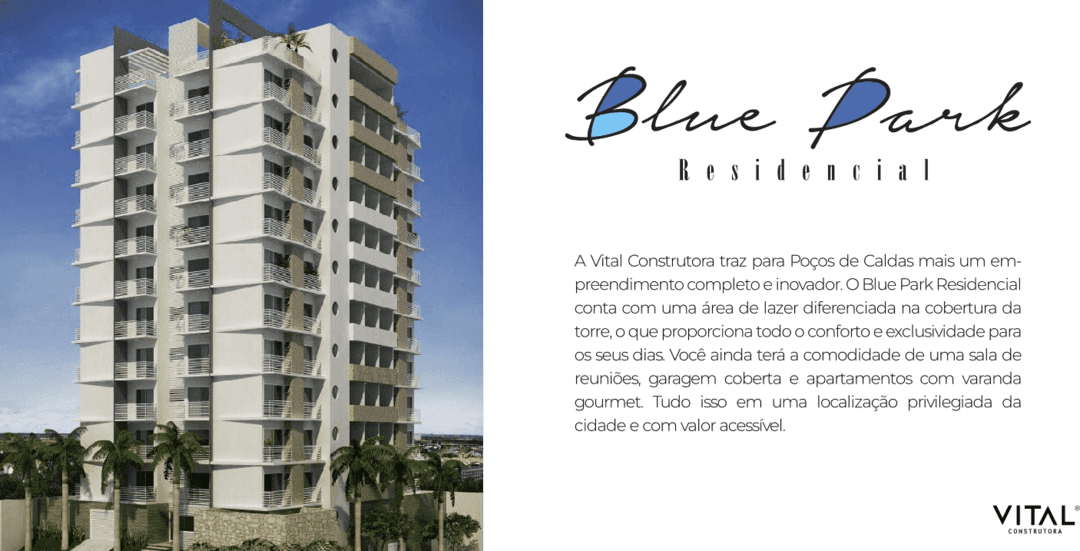 Blue Park
Residencial
A Vital Construtora traz para Poços de Caldas mais um em-
preendimento completo e inovador. O Blue Park Residencial
conta com uma área de lazer diferenciada na cobertura da
torre, o que proporciona todo o conforto e exclusividade para
os seus dias. Você ainda terá a comodidade de uma sala de
reuniões, garagem coberta e apartamentos com varanda
gourmet. Tudo isso em uma localização privilegiada da
cidade e com valor acessível.
VITAL®
CONSTRUTORA